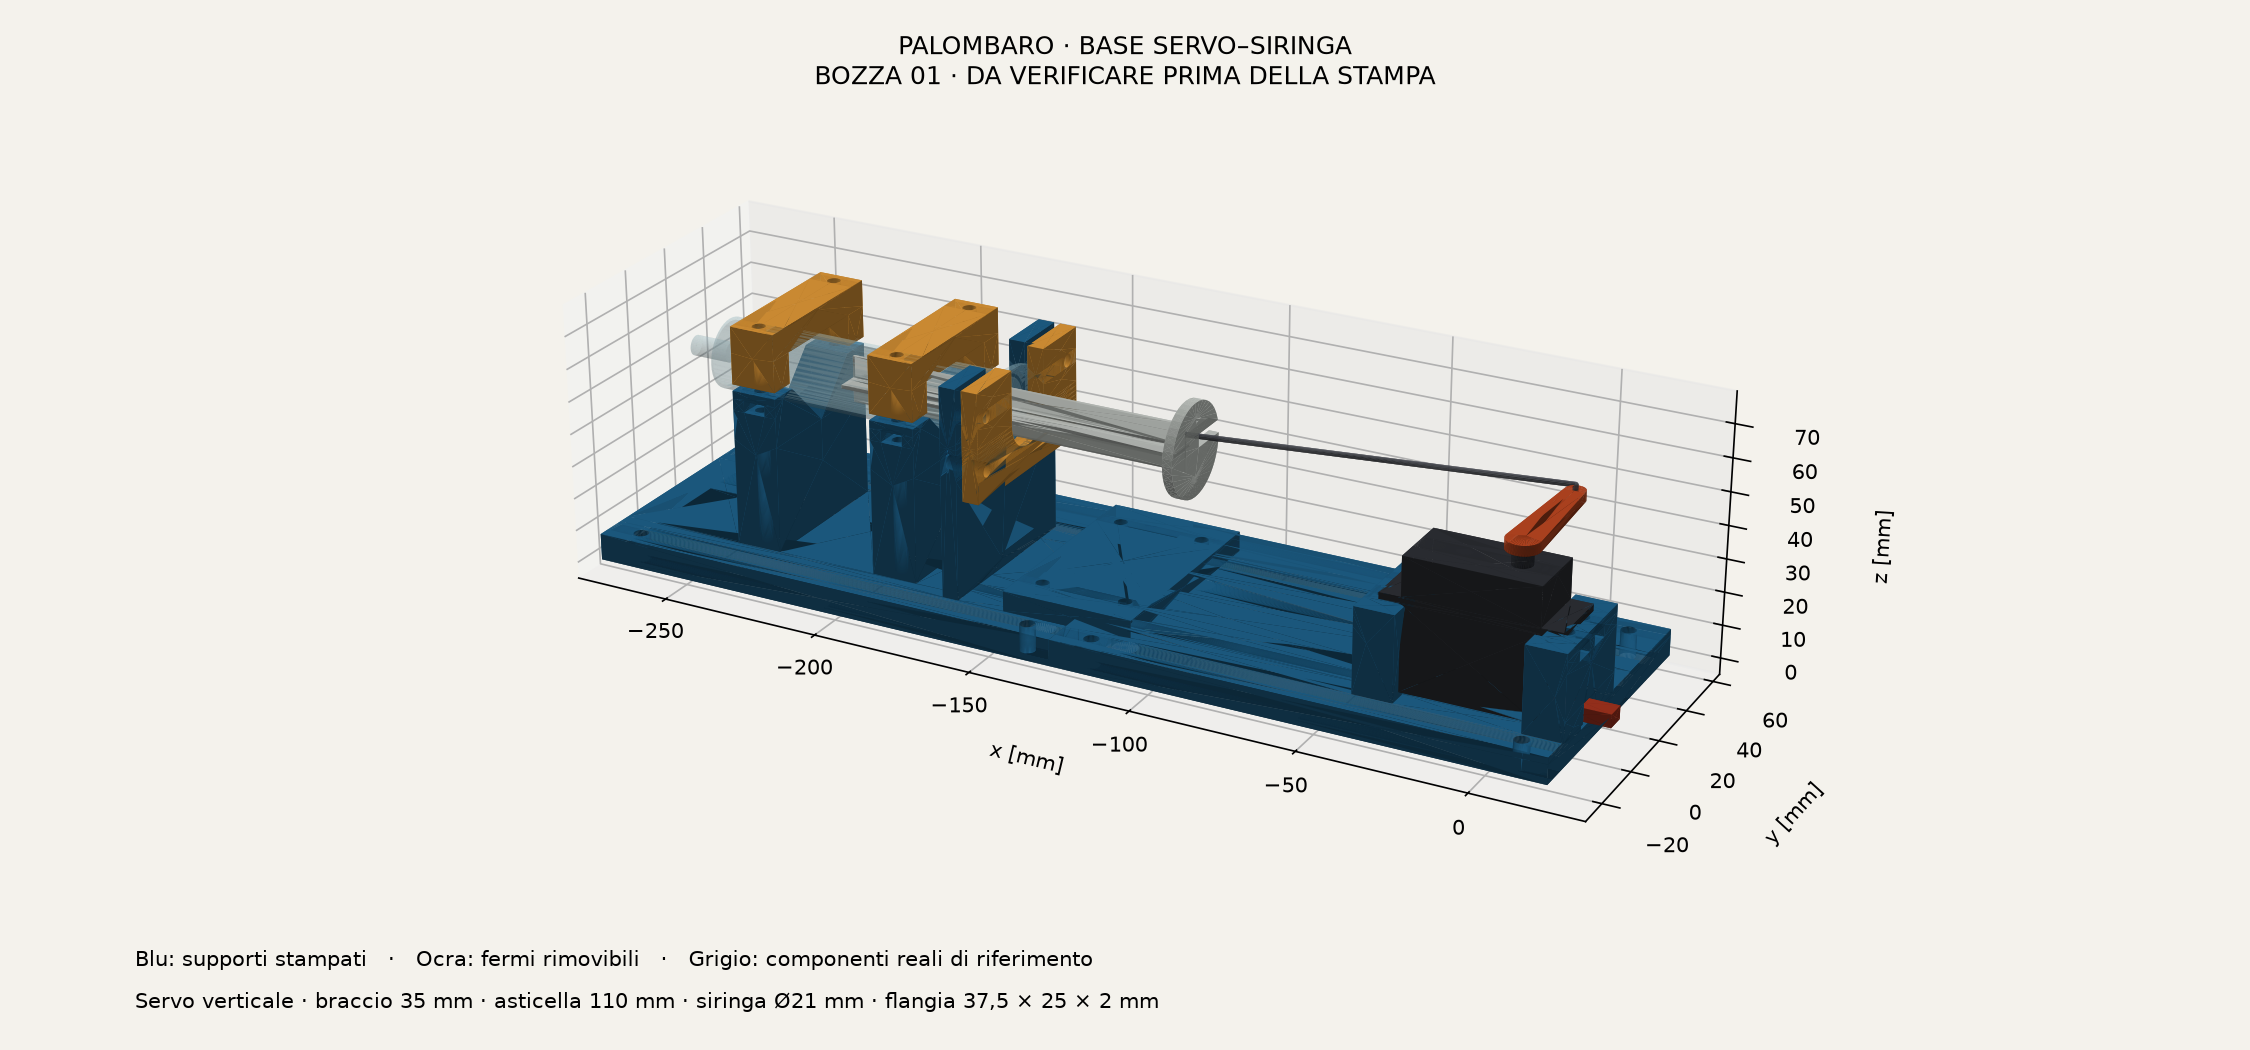 PALOMBARO · BASE SERVO–SIRINGA
BOZZA 01 · DA VERIFICARE PRIMA DELLA STAMPA
70
60
50
40
30
20
10
0
z [mm]
−250
−200
−150
−100
−50
0
x [mm]
60
40
20
0
−20
y [mm]
Blu: supporti stampati · Ocra: fermi rimovibili · Grigio: componenti reali di riferimento
Servo verticale · braccio 35 mm · asticella 110 mm · siringa Ø21 mm · flangia 37,5 × 25 × 2 mm